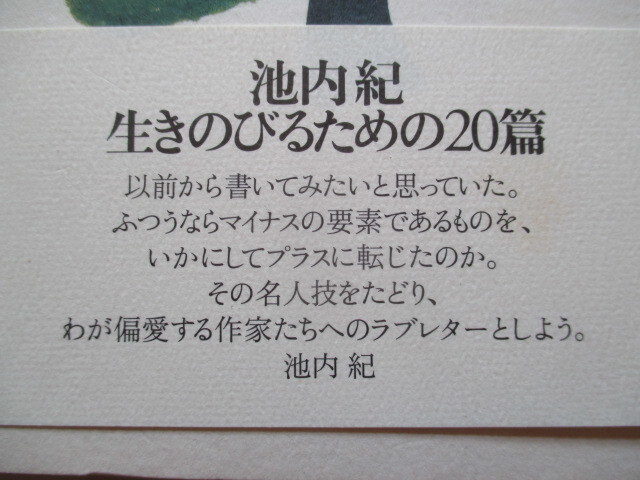 池内紀
生きのびるための20篇
以前から書いてみたいと思っていた。
ふつうならマイナスの要素であるものを、
いかにしてプラスに転じたのか。
その名人技をたどり、
わが偏愛する作家たちへのラブレターとしよう。
池内 紀